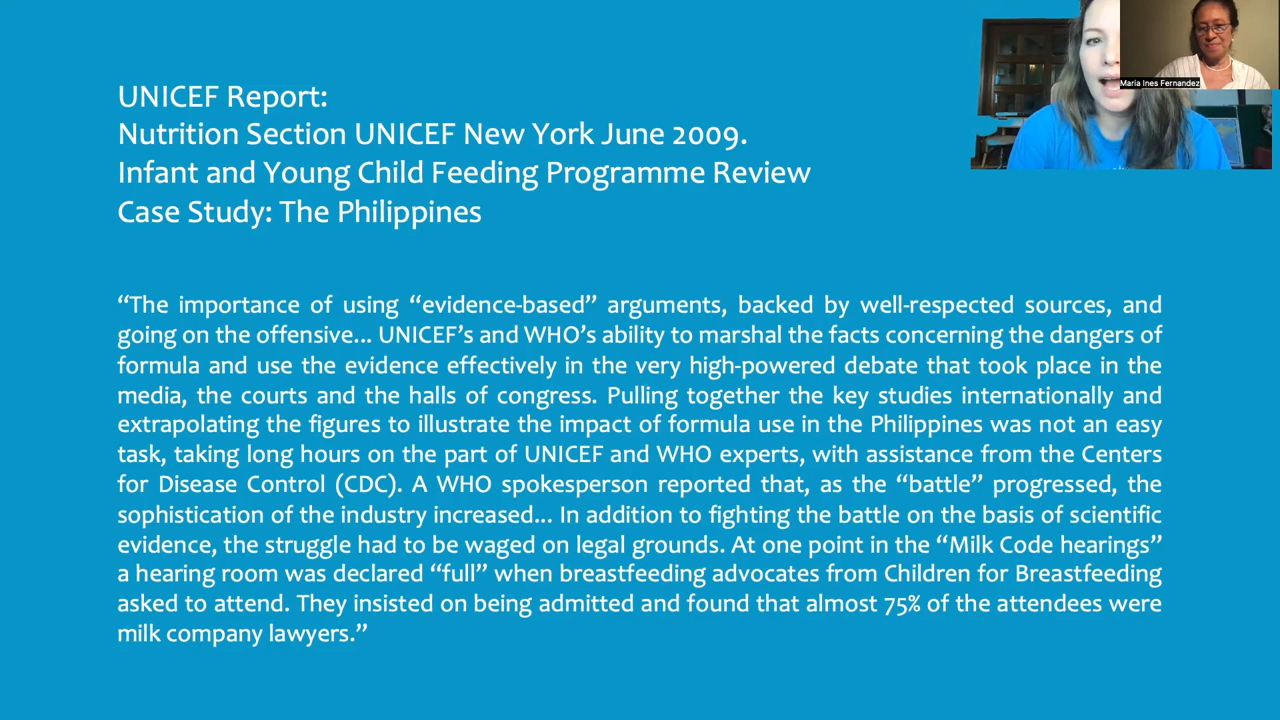 UNICEF Report:
Nutrition Section UNICEF New York June 2009.
Infant and Young Child Feeding Programme Review
Case Study: The Philippines
Maria Ines Fernandez
“The importance of using “evidence-based” arguments, backed by well-respected sources, and
going on the offensive... UNICEF’s and WHO’s ability to marshal the facts concerning the dangers of
formula and use the evidence effectively in the very high-powered debate that took place in the
media, the courts and the halls of congress. Pulling together the key studies internationally and
extrapolating the figures to illustrate the impact of formula use in the Philippines was not an easy
task, taking long hours on the part of UNICEF and WHO experts, with assistance from the Centers
for Disease Control (CDC). A WHO spokesperson reported that, as the “battle” progressed, the
sophistication of the industry increased... In addition to fighting the battle on the basis of scientific
evidence, the struggle had to be waged on legal grounds. At one point in the “Milk Code hearings”
a hearing room was declared “full” when breastfeeding advocates from Children for Breastfeeding
asked to attend. They insisted on being admitted and found that almost 75% of the attendees were
milk company lawyers.”